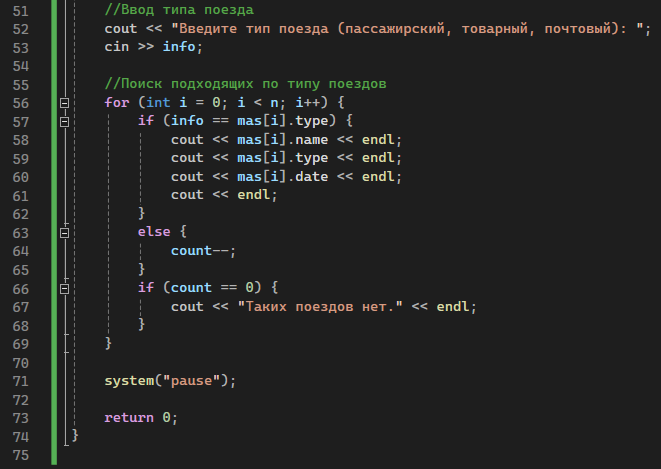 51 //Ввод типа поезда
52 cout << "Введите тип поезда (пассажирский, товарный, почтовый): ";
53 cin >> info;
54
55 //Поиск подходящих по типу поездов
56 for (int i = 0; i < n; i++) {
57 if (info == mas[i].type) {
58 cout << mas[i].name << endl;
59 cout << mas[i].type << endl;
60 cout << mas[i].date << endl;
61 cout << endl;
62 }
63 else {
64 count--;
65 }
66 if (count == 0) {
67 cout << "Таких поездов нет." << endl;
68 }
69 }
70
71 system("pause");
72
73 return 0;
74 }
75